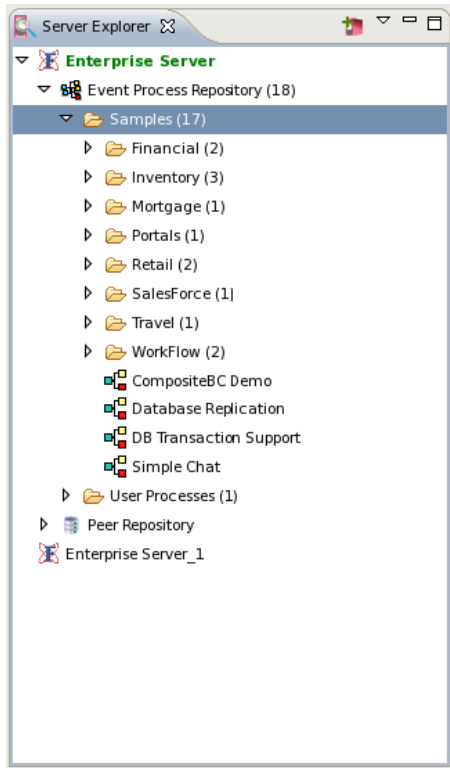 Server Explorer
Enterprise Server
Event Process Repository (18)
Samples (17)
Financial (2)
Inventory (3)
Mortgage (1)
Portals (1)
Retail (2)
SalesForce (1)
Travel (1)
WorkFlow (2)
CompositeBC Demo
Database Replication
DB Transaction Support
Simple Chat
User Processes (1)
Peer Repository
Enterprise Server_1